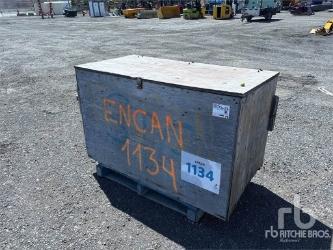 ENCAN
1134
1134
rb
RITCHIE BROS.